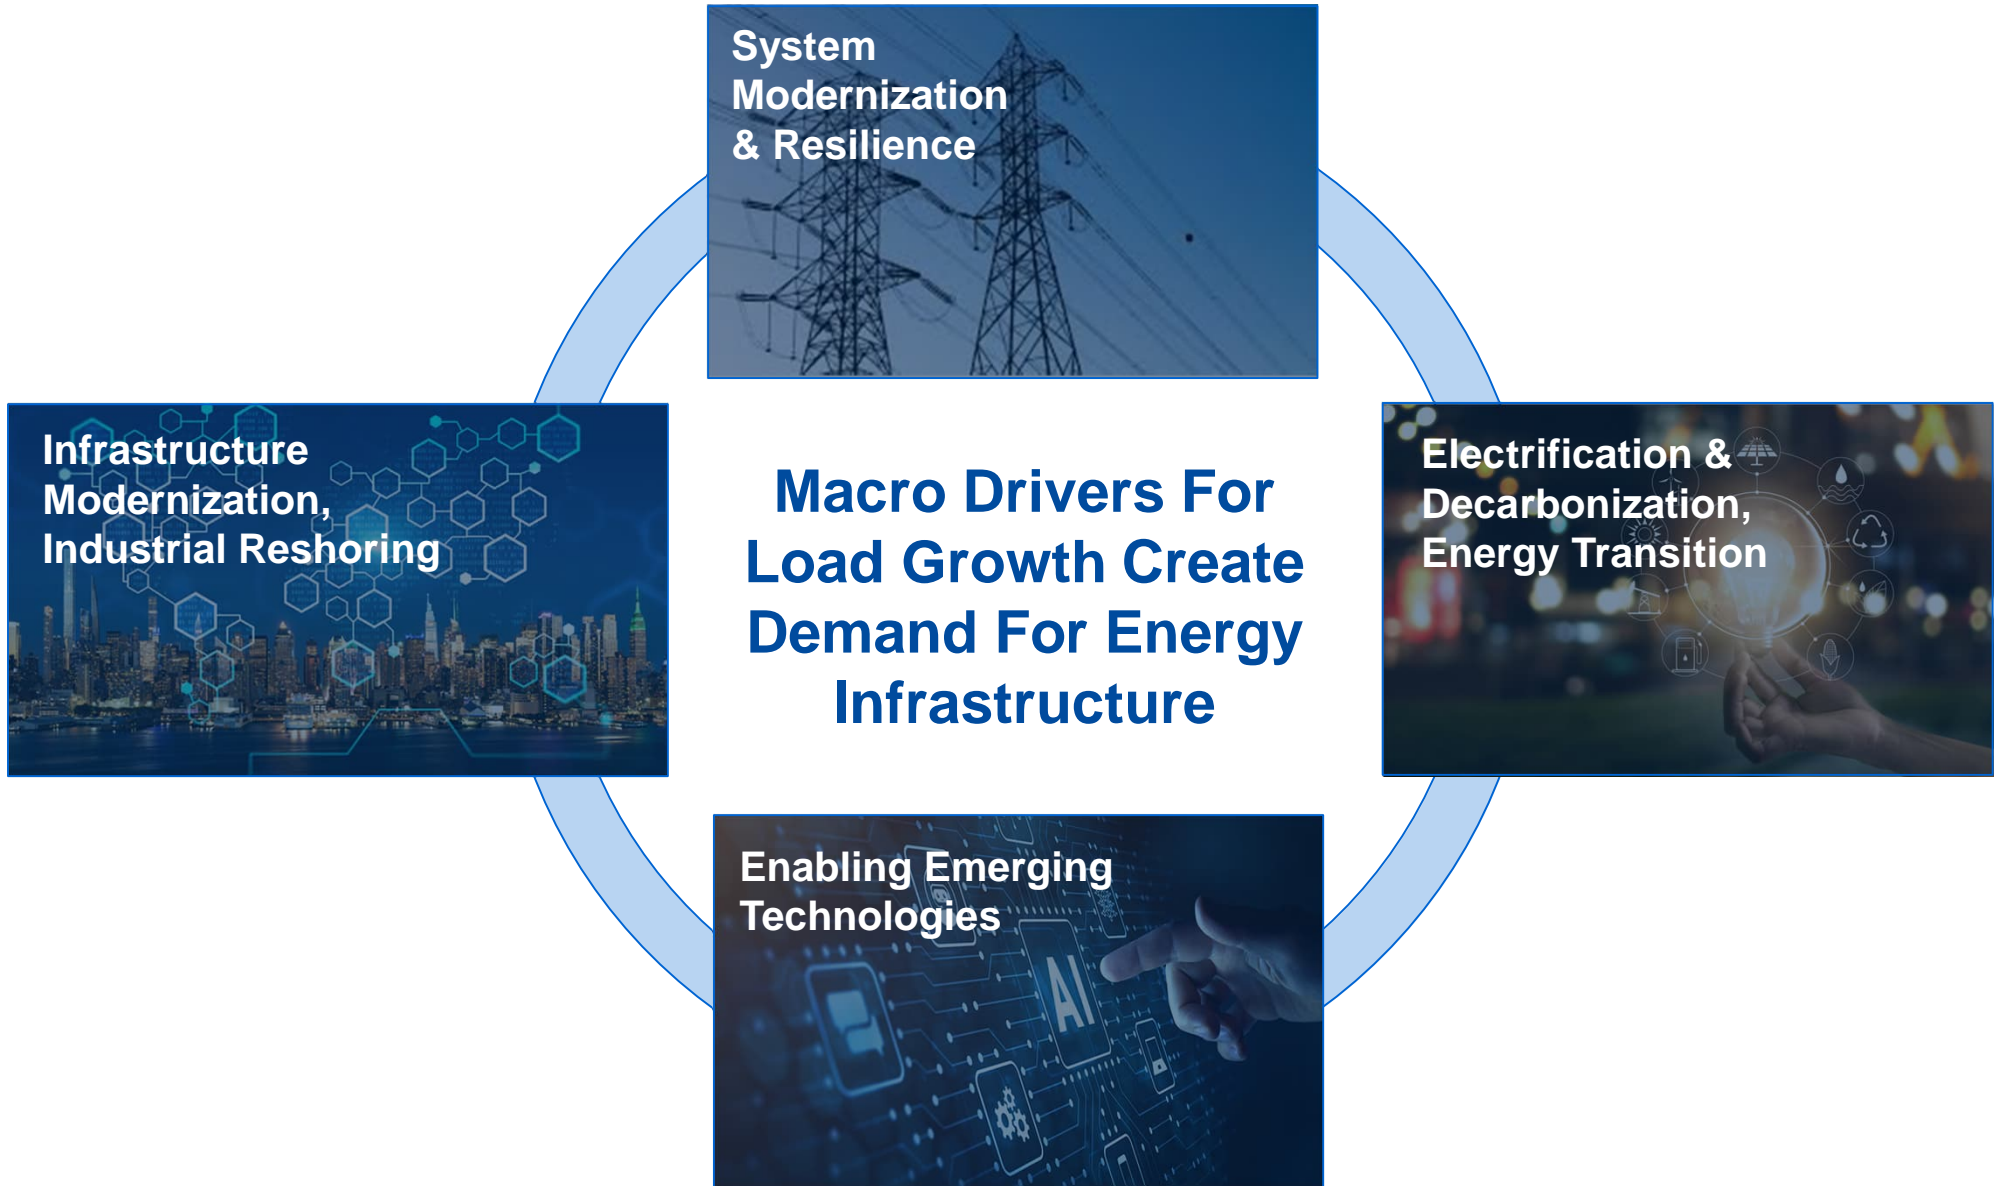 System
Modernization
& Resilience
Infrastructure
Modernization,
Industrial Reshoring
Macro Drivers For
Load Growth Create
Demand For Energy
Infrastructure
Electrification &
Decarbonization,
Energy Transition
Enabling Emerging
Technologies
AI